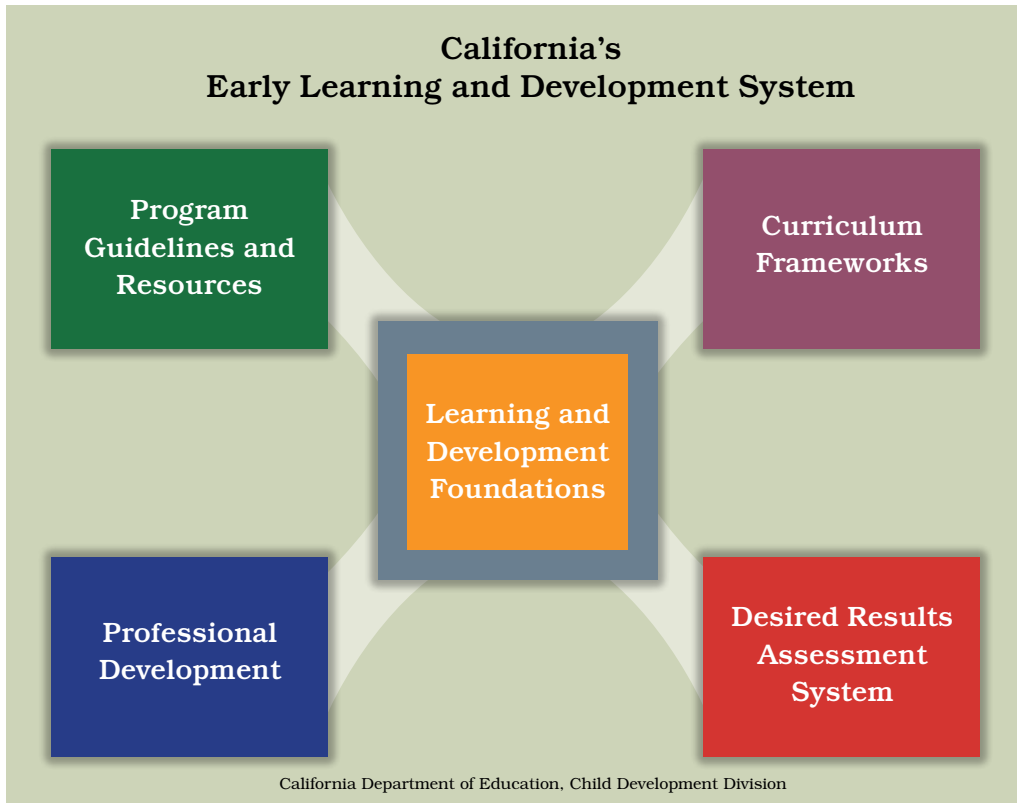 California’s
Early Learning and Development System
Program
Guidelines and
Resources
Curriculum
Frameworks
Learning and
Development
Foundations
Professional
Development
Desired Results
Assessment
System
California Department of Education, Child Development Division